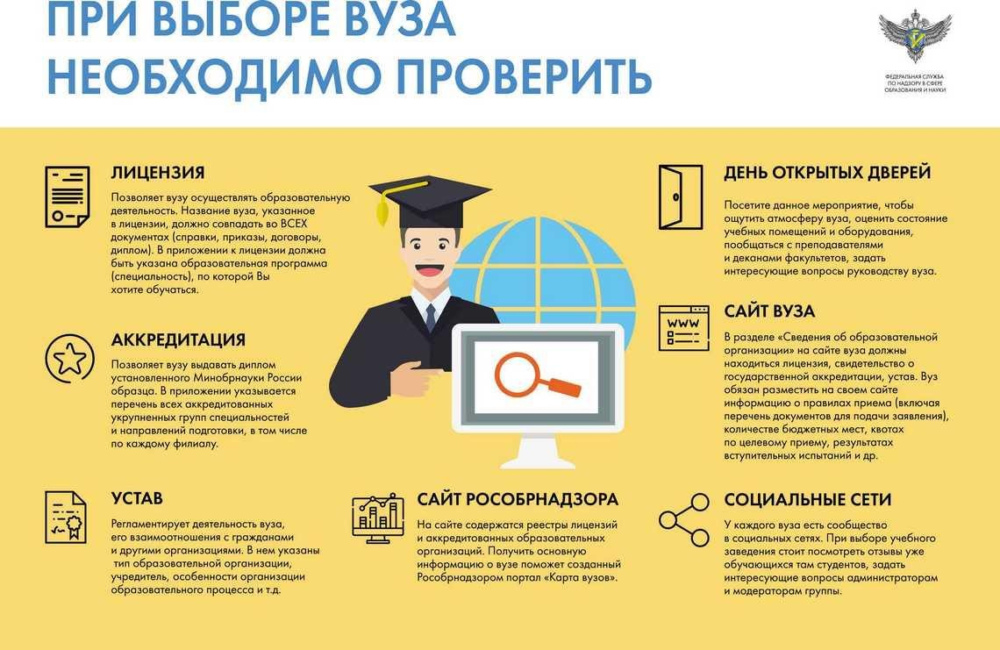 ПРИ ВЫБОРЕ ВУЗА
НЕОБХОДИМО ПРОВЕРИТЬ
ФЕДЕРАЛЬНАЯ СЛУЖБА
ПО НАДЗОРУ В СФЕРЕ
ОБРАЗОВАНИЯ И НАУКИ
ЛИЦЕНЗИЯ
Позволяет вузу осуществлять образовательную
деятельность. Название вуза, указанное
в лицензии, должно совпадать во ВСЕХ
документах (справки, приказы, договоры,
диплом). В приложении к лицензии должна
быть указана образовательная программа
(специальность), по которой Вы
хотите обучаться.
АККРЕДИТАЦИЯ
Позволяет вузу выдавать диплом
установленного Минобрнауки России
образца. В приложении указывается
перечень всех аккредитованных
укрупненных групп специальностей
и направлений подготовки, в том числе
по каждому филиалу.
УСТАВ
Регламентирует деятельность вуза,
его взаимоотношения с гражданами
и другими организациями. В нем указаны
тип образовательной организации,
учредитель, особенности организации
образовательного процесса и т.д.
САЙТ РОСОБРНАДЗОРА
На сайте содержатся реестры лицензий
и аккредитованных образовательных
организаций. Получить основную
информацию о вузе поможет созданный
Рособрнадзором портал «Карта вузов».
ДЕНЬ ОТКРЫТЫХ ДВЕРЕЙ
Посетите данное мероприятие, чтобы
ощутить атмосферу вуза, оценить состояние
учебных помещений и оборудования,
пообщаться с преподавателями
и деканами факультетов, задать
интересующие вопросы руководству вуза.
WWW
САЙТ ВУЗА
В разделе «Сведения об образовательной
организации» на сайте вуза должны
находиться лицензия, свидетельство о
государственной аккредитации, устав. Вуз
обязан разместить на своем сайте
информацию о правилах приема (включая
перечень документов для подачи заявления),
количестве бюджетных мест, квотах
по целевому приему, результатах
вступительных испытаний и др.
СОЦИАЛЬНЫЕ СЕТИ
У каждого вуза есть сообщество
в социальных сетях. При выборе учебного
заведения стоит посмотреть отзывы уже
обучающихся там студентов, задать
интересующие вопросы администраторам
и модераторам группы.